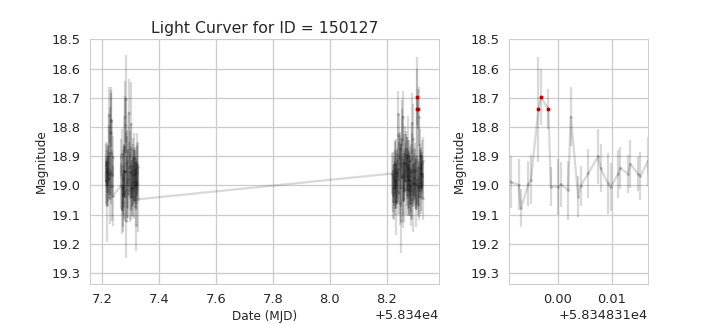 Light Curver for ID = 150127
18.5
18.6
18.7
18.8
18.9
19.0
19.1
19.2
19.3
Magnitude
7.2 7.4 7.6 7.8 8.0 8.2
Date (MJD)
+5.834e4
18.5
18.6
18.7
18.8
18.9
19.0
19.1
19.2
19.3
Magnitude
0.00 0.01
+5.834831e4